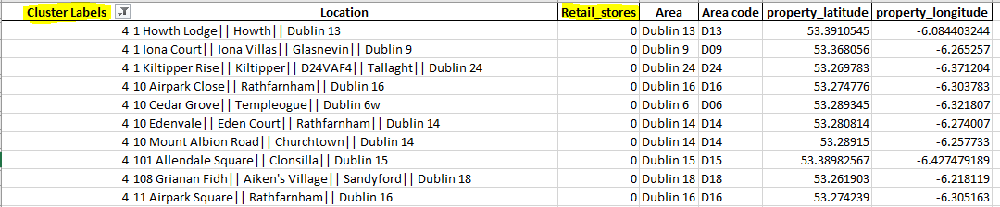 Cluster Labels Location Retail_stores Area Area code property_latitude property_longitude
4 1 Howth Lodge|| Howth|| Dublin 13 0 Dublin 13 D13 53.3910545 -6.084403244
4 1 Iona Court|| Iona Villas|| Glasnevin|| Dublin 9 0 Dublin 9 D09 53.368056 -6.265257
4 1 Kiltipper Rise|| Kiltipper|| D24VAF4|| Tallaght|| Dublin 24 0 Dublin 24 D24 53.269783 -6.371204
4 10 Airpark Close|| Rathfarnham|| Dublin 16 0 Dublin 16 D16 53.274776 -6.303783
4 10 Cedar Grove|| Templeogue|| Dublin 6w 0 Dublin 6 D06 53.289345 -6.321807
4 10 Edenvale|| Eden Court|| Rathfarnham|| Dublin 14 0 Dublin 14 D14 53.280814 -6.274007
4 10 Mount Albion Road|| Churchtown|| Dublin 14 0 Dublin 14 D14 53.28915 -6.257733
4 101 Allendale Square|| Clonsilla|| Dublin 15 0 Dublin 15 D15 53.38982567 -6.427479189
4 108 Grianan Fidh|| Aiken's Village|| Sandyford|| Dublin 18 0 Dublin 18 D18 53.261903 -6.218119
4 11 Airpark Square|| Rathfarnham|| Dublin 16 0 Dublin 16 D16 53.274239 -6.305163